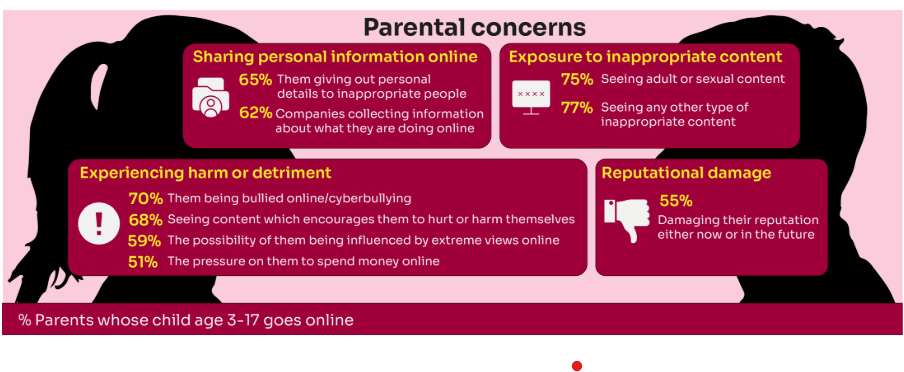 Parental concerns
Sharing personal information online
65% Them giving out personal
details to inappropriate people
62% Companies collecting information
about what they are doing online
Exposure to inappropriate content
××××
75% Seeing adult or sexual content
77% Seeing any other type of
inappropriate content
Experiencing harm or detriment
!
70% Them being bullied online/cyberbullying
68% Seeing content which encourages them to hurt or harm themselves
59% The possibility of them being influenced by extreme views online
51% The pressure on them to spend money online
Reputational damage
55%
Damaging their reputation
either now or in the future
% Parents whose child age 3-17 goes online